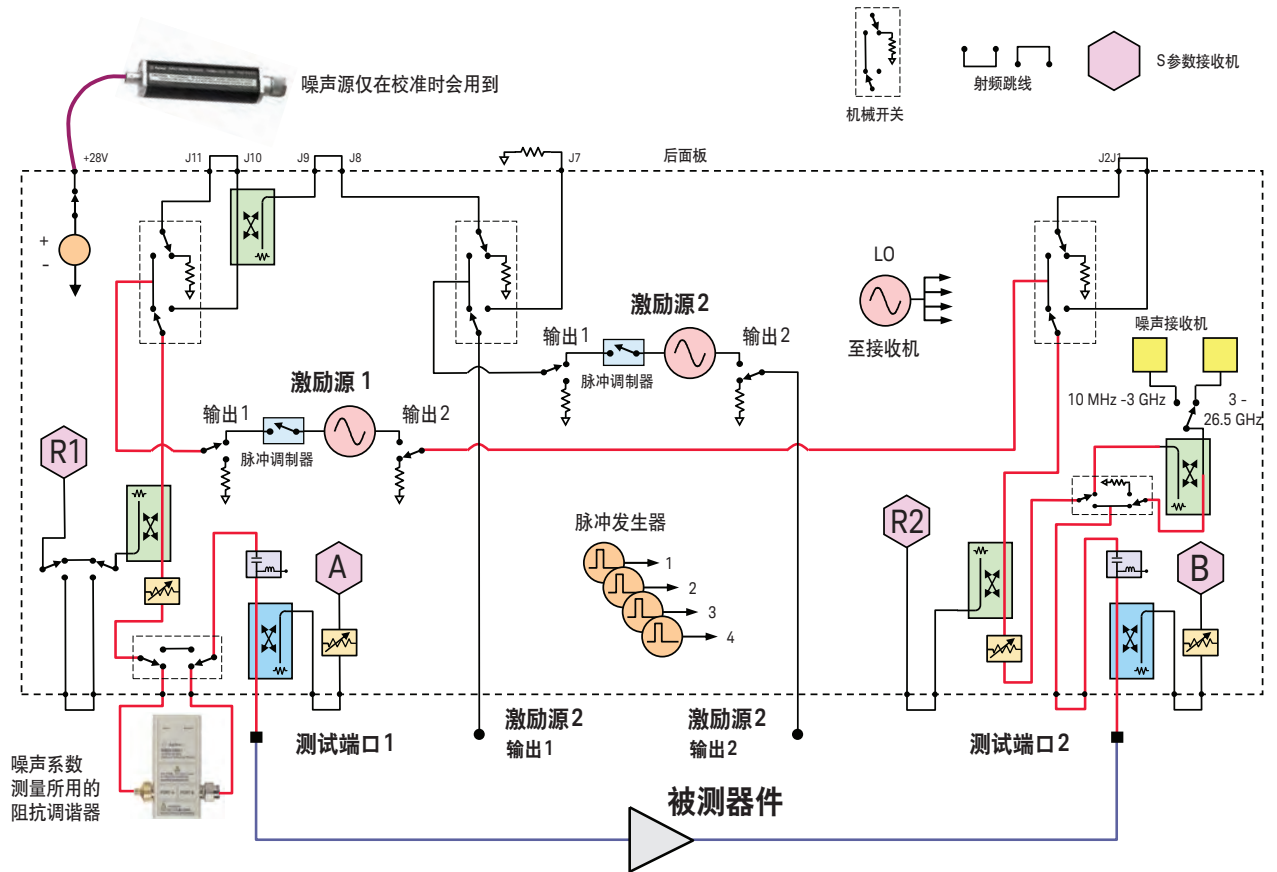 噪声源仅在校准时会用到
机械开关
射频跳线
S参数接收机
+28V
J11
J10
J9
J8
J7
后面板
J2J1
+
-
LO
至接收机
激励源2
输出1
输出2
脉冲调制器
噪声接收机
10 MHz -3 GHz
3 -
26.5 GHz
激励源 1
输出1
输出2
脉冲调制器
R1
A
脉冲发生器
1
2
3
4
R2
B
测试端口1
激励源2
输出1
激励源2
输出2
测试端口2
噪声系数
测量所用的
阻抗调谐器
被测器件